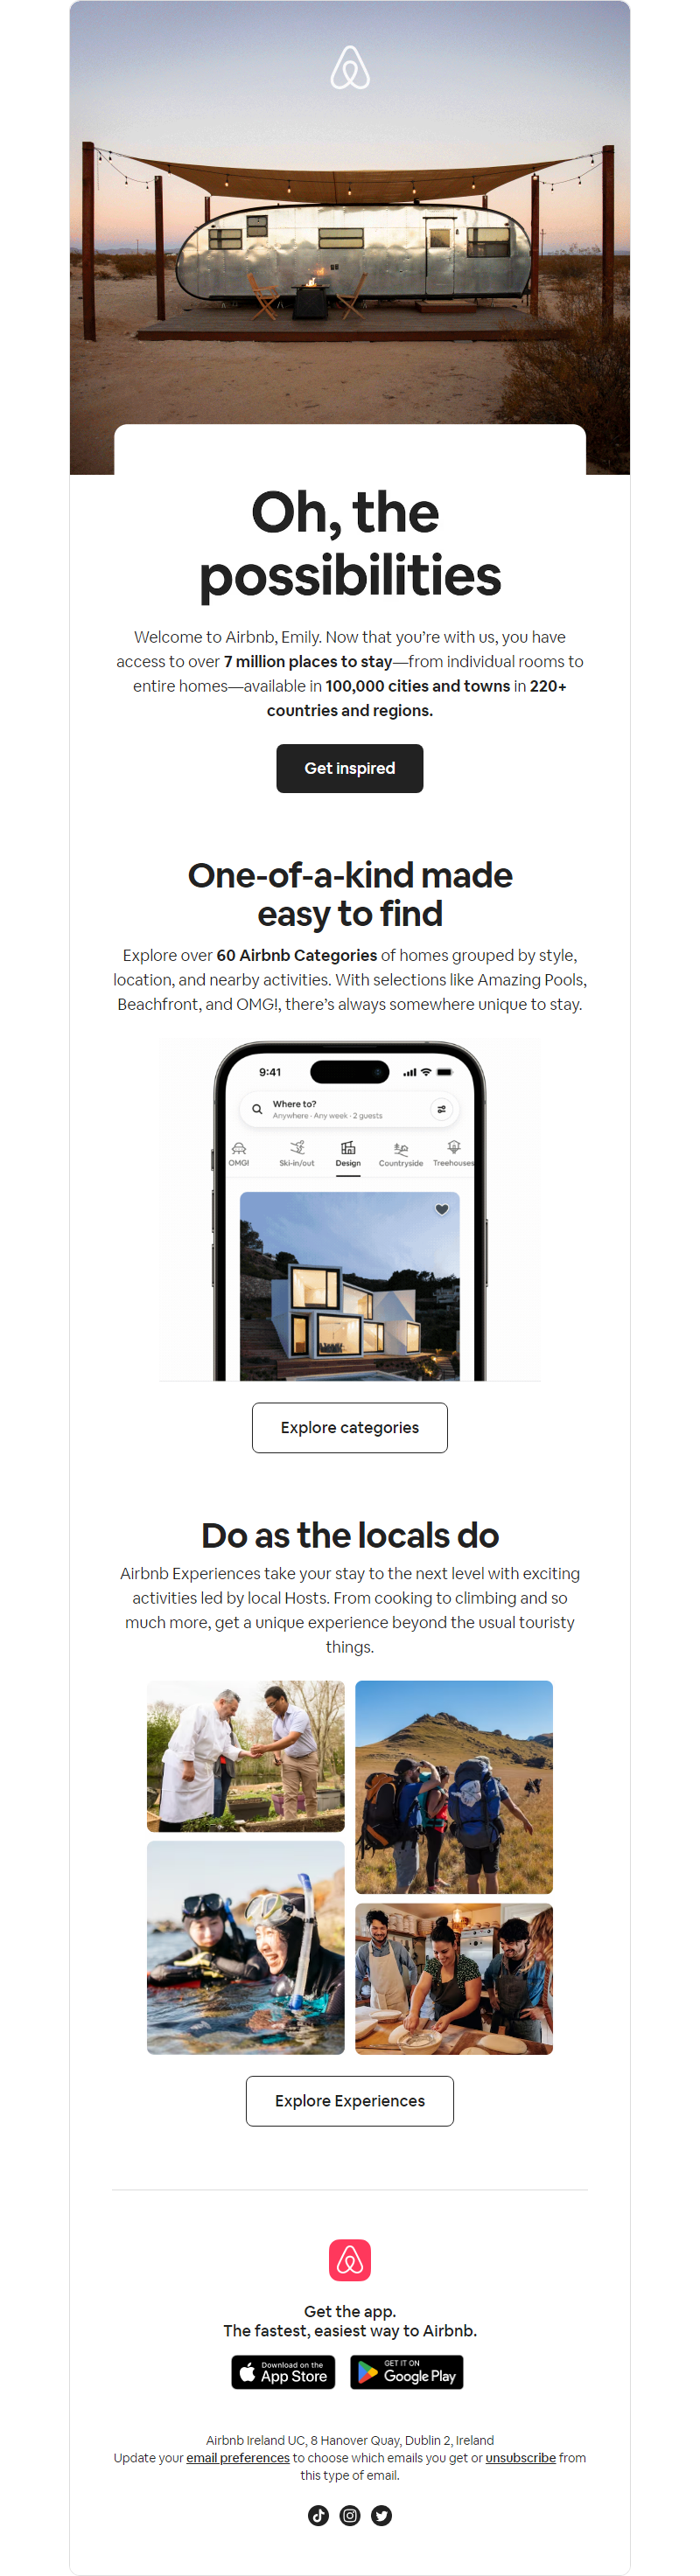 Oh, the
possibilities
Welcome to Airbnb, Emily. Now that you’re with us, you have
access to over 7 million places to stay—from individual rooms to
entire homes—available in 100,000 cities and towns in 220+
countries and regions.
Get inspired
One-of-a-kind made
easy to find
Explore over 60 Airbnb Categories of homes grouped by style,
location, and nearby activities. With selections like Amazing Pools,
Beachfront, and OMG!, there’s always somewhere unique to stay.
9:41
Where to?
Anywhere · Any week · 2 guests
OMG! Ski-in/out Design Countryside Treehouses
Explore categories
Do as the locals do
Airbnb Experiences take your stay to the next level with exciting
activities led by local Hosts. From cooking to climbing and so
much more, get a unique experience beyond the usual touristy
things.
Explore Experiences
Get the app.
The fastest, easiest way to Airbnb.
Download on the
App Store
GET IT ON
Google Play
Airbnb Ireland UC, 8 Hanover Quay, Dublin 2, Ireland
Update your email preferences to choose which emails you get or unsubscribe from
this type of email.